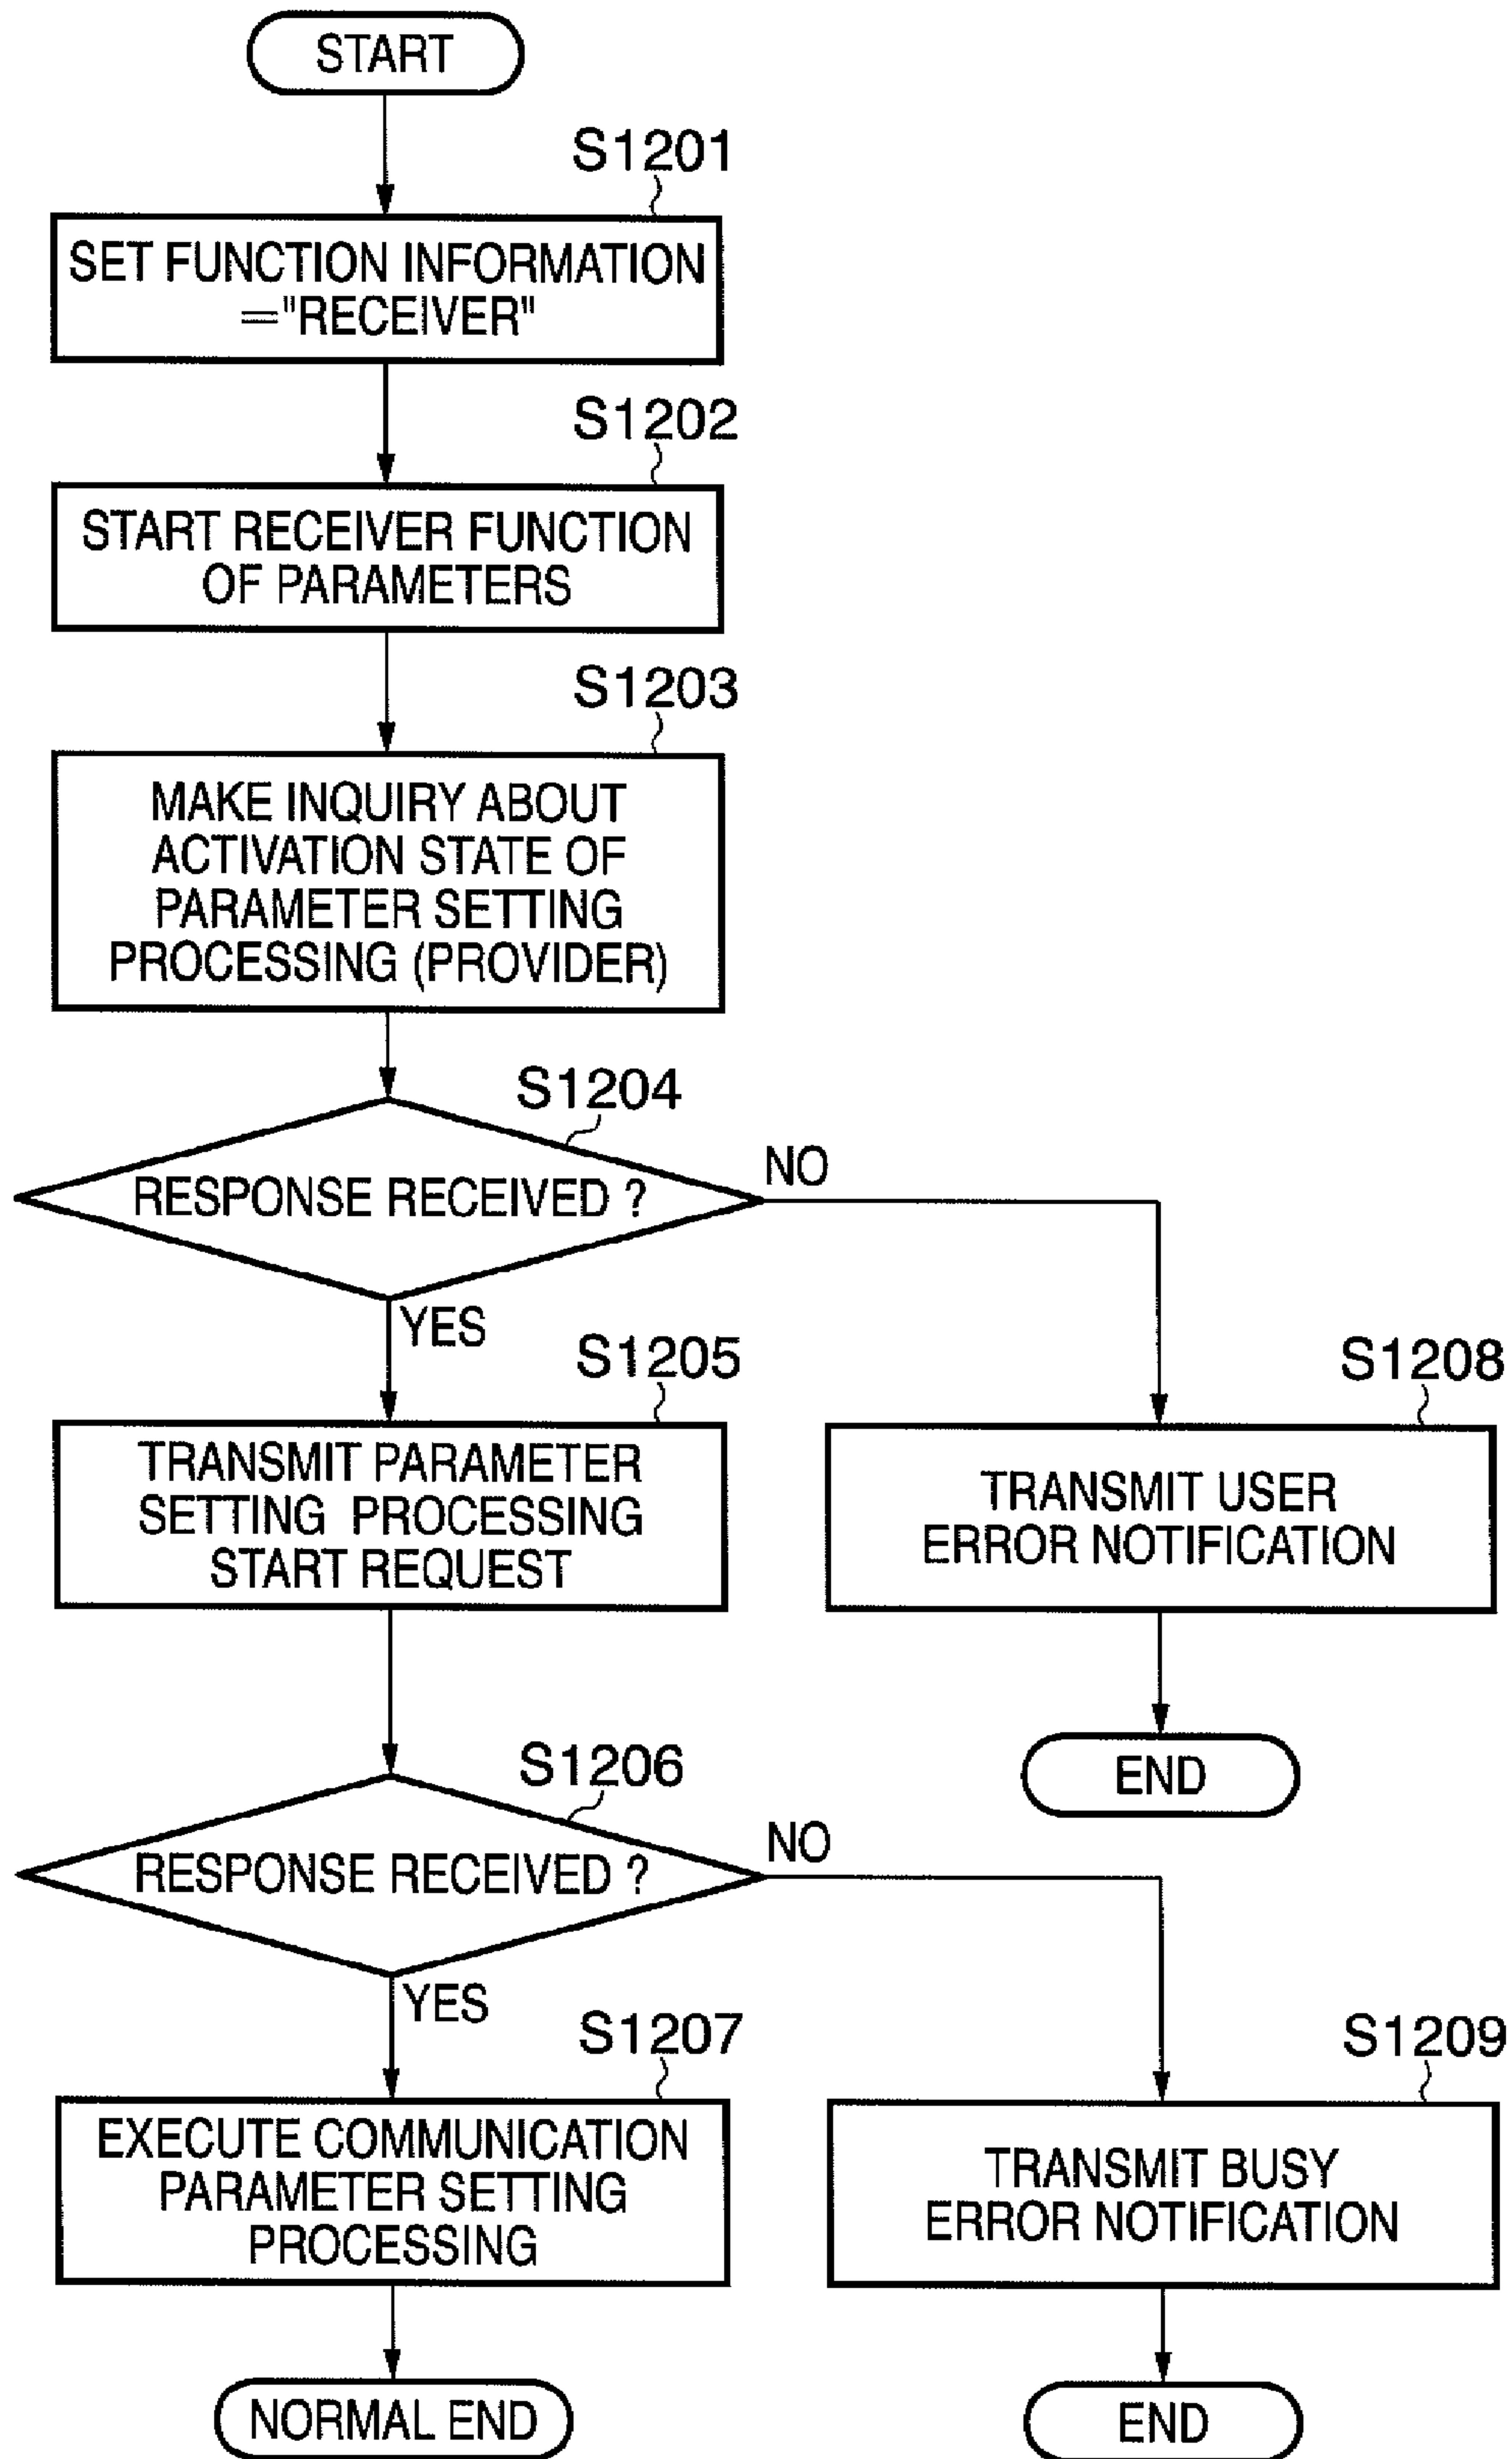 START
S1201
SET FUNCTION INFORMATION
="RECEIVER"
S1202
START RECEIVER FUNCTION
OF PARAMETERS
S1203
MAKE INQUIRY ABOUT
ACTIVATION STATE OF
PARAMETER SETTING
PROCESSING (PROVIDER)
S1204
RESPONSE RECEIVED ?
NO
YES
S1205
TRANSMIT PARAMETER
SETTING PROCESSING
START REQUEST
S1208
TRANSMIT USER
ERROR NOTIFICATION
END
S1206
RESPONSE RECEIVED ?
NO
YES
S1207
EXECUTE COMMUNICATION
PARAMETER SETTING
PROCESSING
NORMAL END
S1209
TRANSMIT BUSY
ERROR NOTIFICATION
END